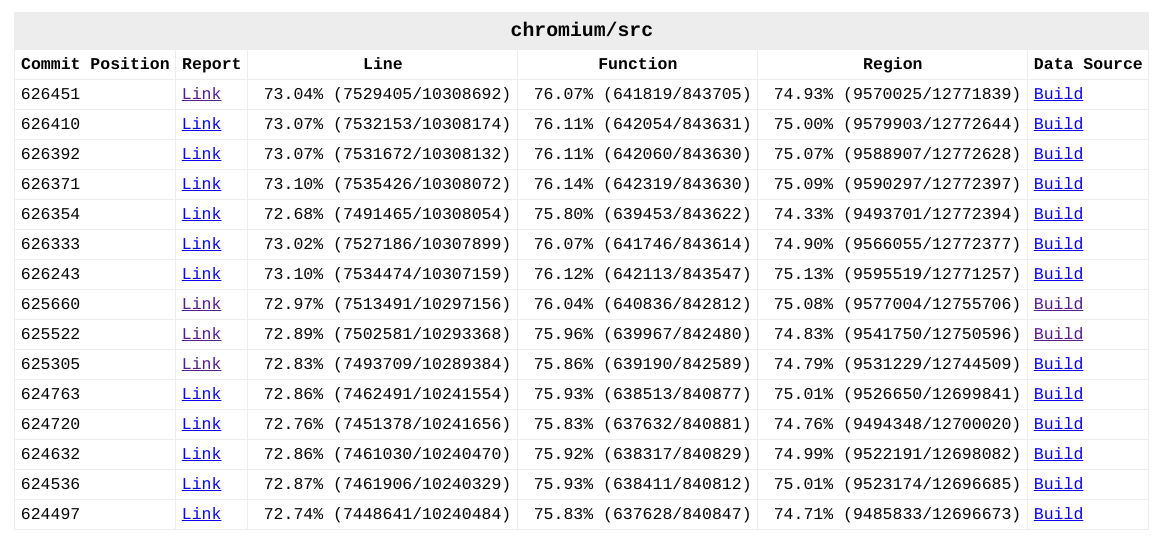 chromium/src
Commit Position Report Line Function Region Data Source
626451 Link 73.04% (7529405/10308692) 76.07% (641819/843705) 74.93% (9570025/12771839) Build
626410 Link 73.07% (7532153/10308174) 76.11% (642054/843631) 75.00% (9579903/12772644) Build
626392 Link 73.07% (7531672/10308132) 76.11% (642060/843630) 75.07% (9588907/12772628) Build
626371 Link 73.10% (7535426/10308072) 76.14% (642319/843630) 75.09% (9590297/12772397) Build
626354 Link 72.68% (7491465/10308054) 75.80% (639453/843622) 74.33% (9493701/12772394) Build
626333 Link 73.02% (7527186/10307899) 76.07% (641746/843614) 74.90% (9566055/12772377) Build
626243 Link 73.10% (7534474/10307159) 76.12% (642113/843547) 75.13% (9595519/12771257) Build
625660 Link 72.97% (7513491/10297156) 76.04% (640836/842812) 75.08% (9577004/12755706) Build
625522 Link 72.89% (7502581/10293368) 75.96% (639967/842480) 74.83% (9541750/12750596) Build
625305 Link 72.83% (7493709/10289384) 75.86% (639190/842589) 74.79% (9531229/12744509) Build
624763 Link 72.86% (7462491/10241554) 75.93% (638513/840877) 75.01% (9526650/12699841) Build
624720 Link 72.76% (7451378/10241656) 75.83% (637632/840881) 74.76% (9494348/12700020) Build
624632 Link 72.86% (7461030/10240470) 75.92% (638317/840829) 74.99% (9522191/12698082) Build
624536 Link 72.87% (7461906/10240329) 75.93% (638411/840812) 75.01% (9523174/12696685) Build
624497 Link 72.74% (7448641/10240484) 75.83% (637628/840847) 74.71% (9485833/12696673) Build